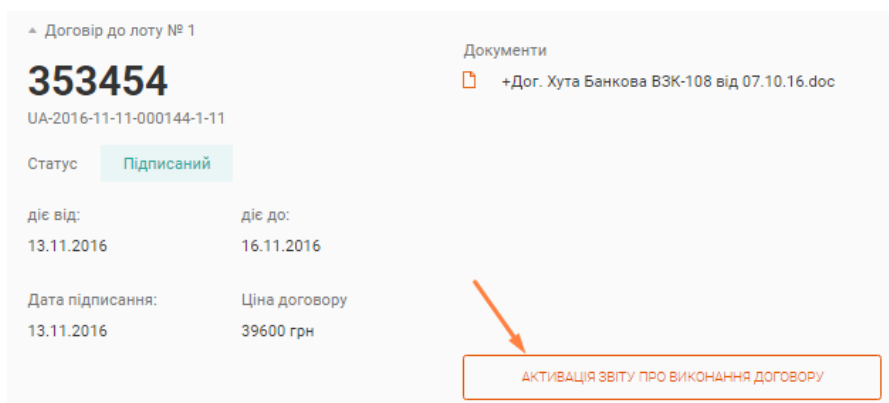 Договір до лоту № 1
353454
UA-2016-11-11-000144-1-11
Статус Підписаний
діє від: діє до:
13.11.2016 16.11.2016
Дата підписання: Ціна договору
13.11.2016 39600 грн
Документи
+Дог. Хута Банкова ВЗК-108 від 07.10.16.doc
АКТИВАЦІЯ ЗВІТУ ПРО ВИКОНАННЯ ДОГОВОРУ